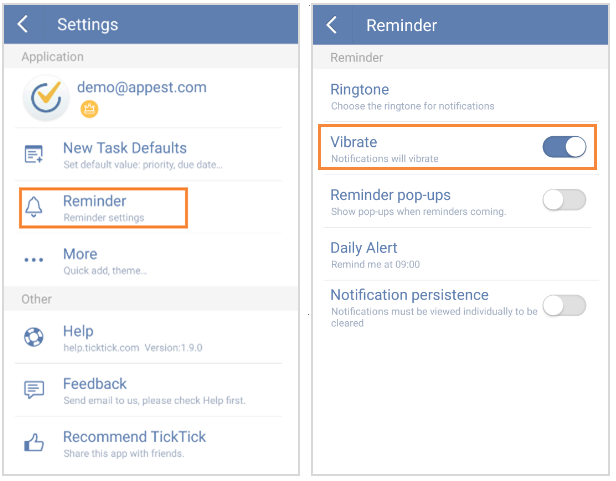 Settings
Application
demo@appest.com
New Task Defaults
Set default value: priority, due date...
Reminder
Reminder settings
More
Quick add, theme...
Other
Help
help.ticktick.com Version:1.9.0
Feedback
Send email to us, please check Help first.
Recommend TickTick
Share this app with friends.
Reminder
Reminder
Ringtone
Choose the ringtone for notifications
Vibrate
Notifications will vibrate
Reminder pop-ups
Show pop-ups when reminders coming.
Daily Alert
Remind me at 09:00
Notification persistence
Notifications must be viewed individually to be
cleared